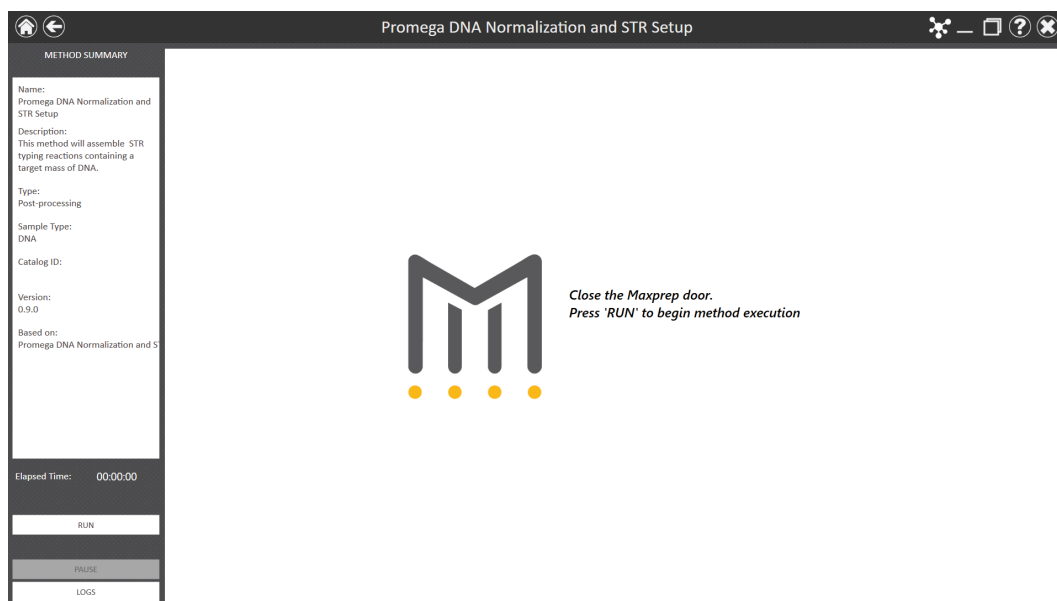 Promega DNA Normalization and STR Setup
METHOD SUMMARY
Name:
Promega DNA Normalization and
STR Setup
Description:
This method will assemble  STR
typing reactions containing a
target mass of DNA.
Type:
Post-processing
Sample Type:
DNA
Catalog ID:
Version:
0.9.0
Based on:
Promega DNA Normalization and S
Elapsed Time: 00:00:00
RUN
PAUSE
LOGS
Close the Maxprep door.
Press 'RUN' to begin method execution